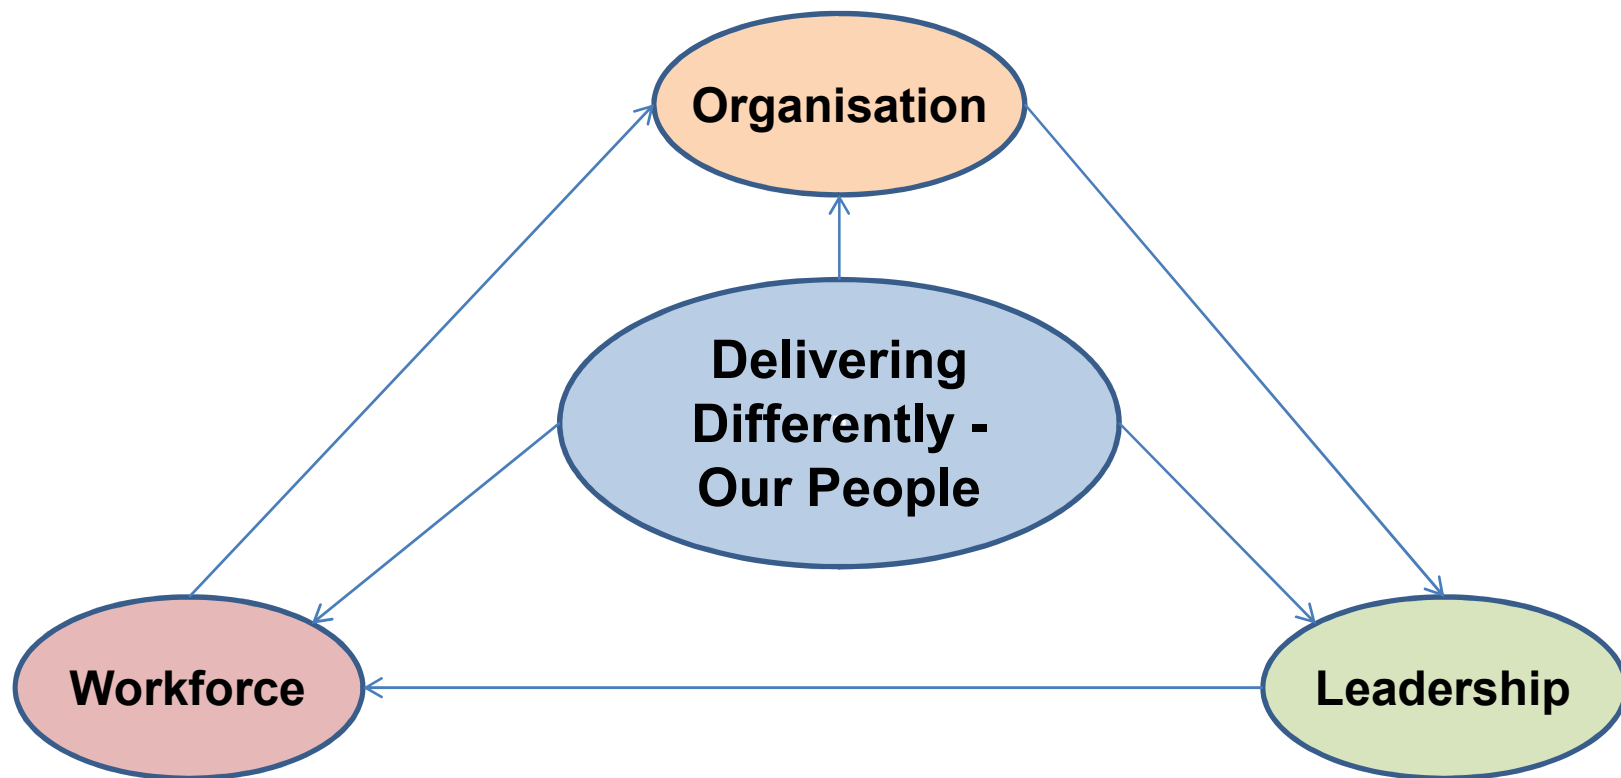 Organisation
Delivering
Differently -
Our People
Workforce
Leadership